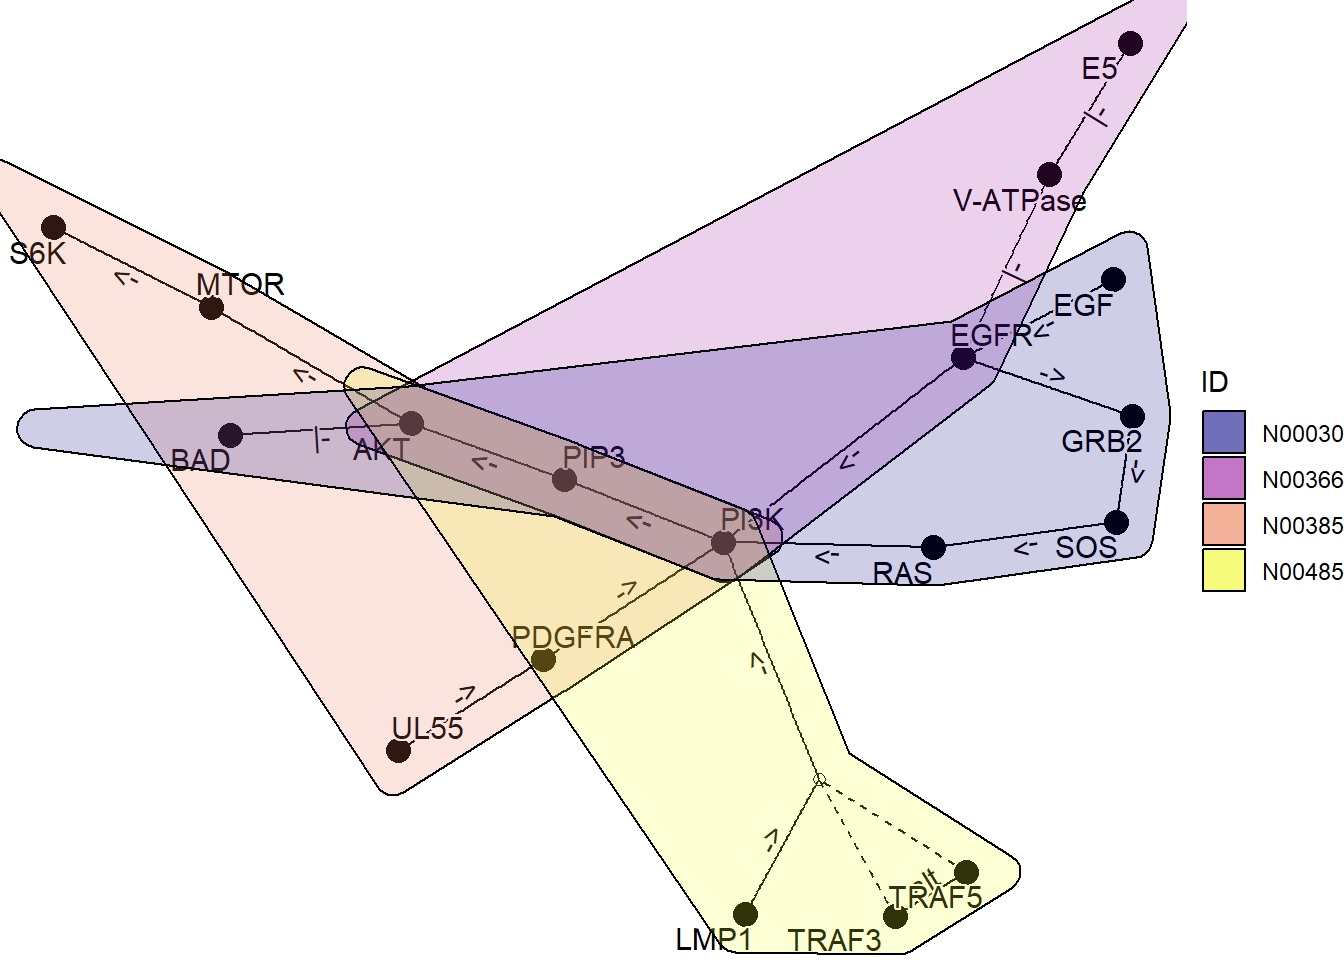 E5
|-
V-ATPase
S6K
<-
MTOR
|-
EGF
<-
EGFR
->
ID
<-
GRB2
N00030
BAD
|-
AKT
<-
PIP3
<-
->
N00366
<-
PI3K
<-
RAS
<-
SOS
N00385
N00485
->
PDGFRA
<-
->
UL55
->
TRAF5
LMP1
TRAF3